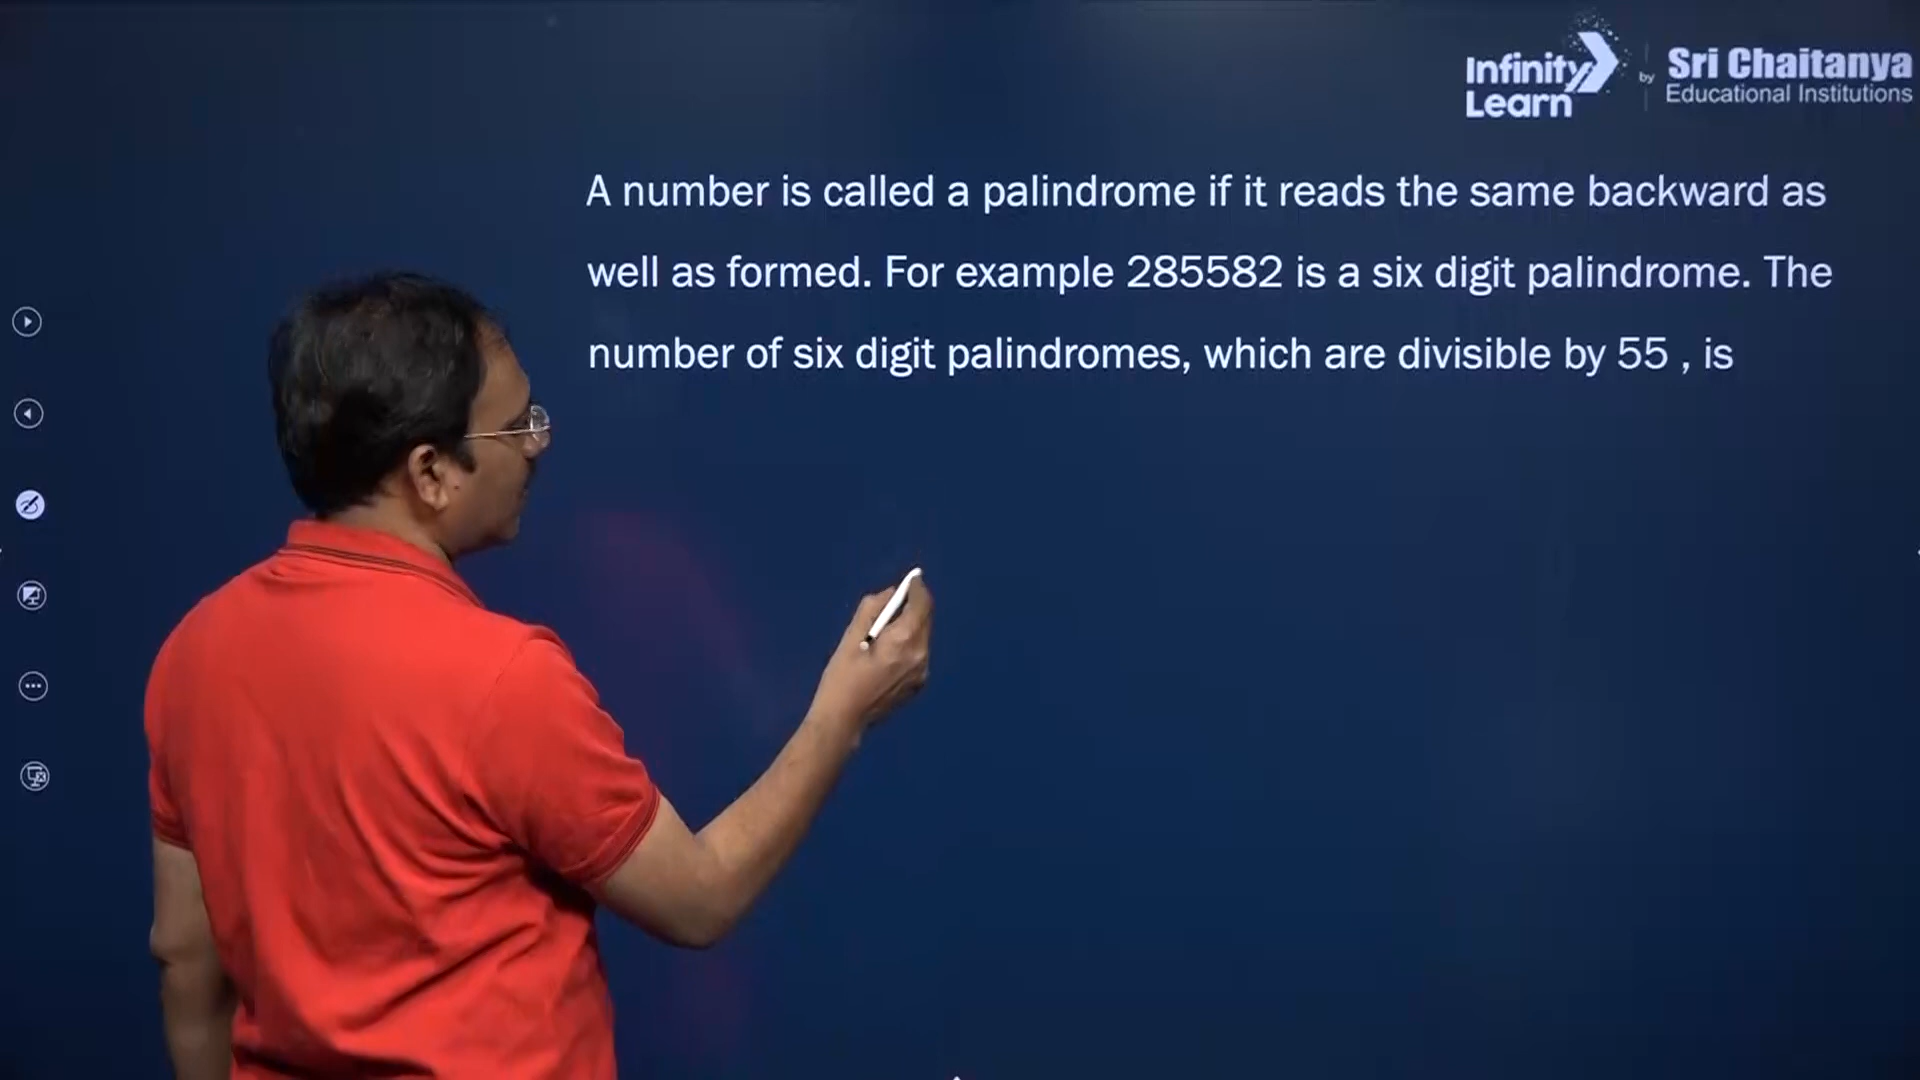 Infinity Learn by Sri Chaitanya Educational Institutions
A number is called a palindrome if it reads the same backward as
well as formed. For example 285582 is a six digit palindrome. The
number of six digit palindromes, which are divisible by 55 , is